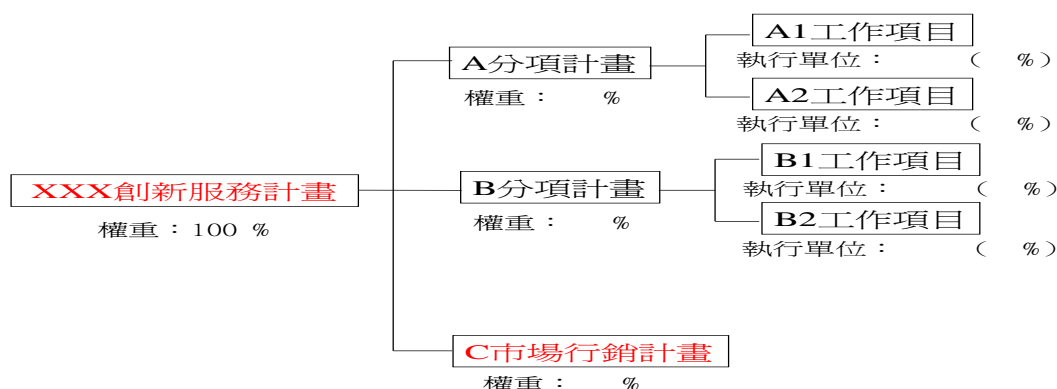 A1工作項目
執行單位： （ %）
A分項計畫
權重： %
A2工作項目
執行單位： （ %）
XXX創新服務計畫
權重：100 %
B1工作項目
執行單位： （ %）
B分項計畫
權重： %
B2工作項目
執行單位： （ %）
C市場行銷計畫
權重： %